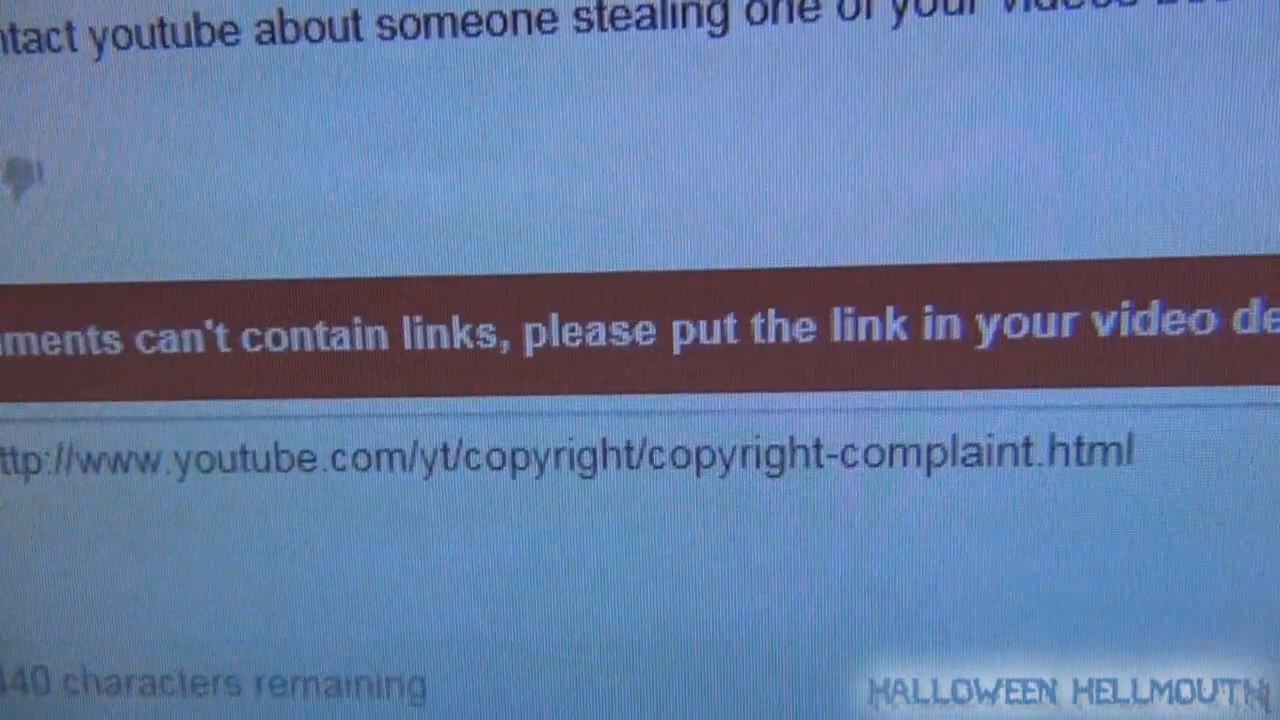 ntact youtube about someone stealing one of your videos
ments can't contain links, please put the link in your video de
ttp://www.youtube.com/yt/copyright/copyright-complaint.html
440 characters remaining
HALLOWEEN HELLMOUTH